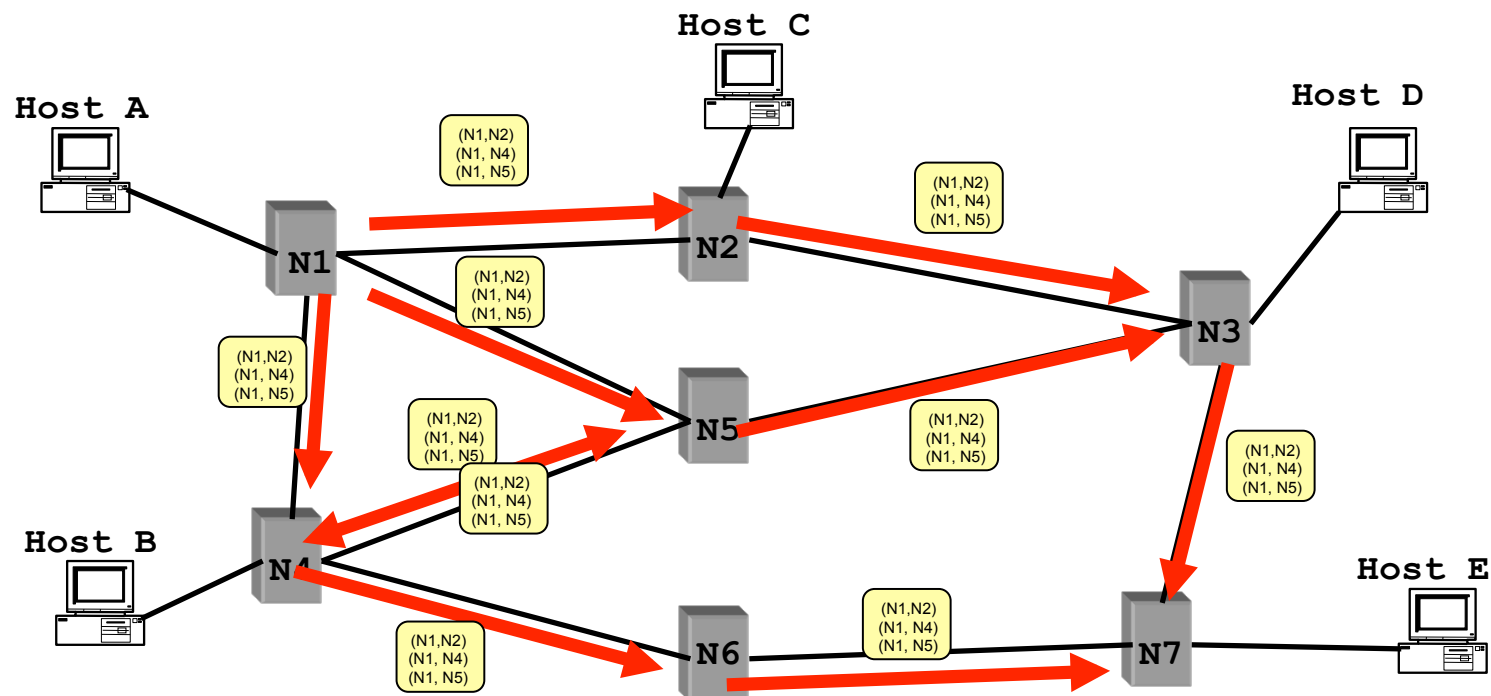 Host C
Host A
Host D
(N1,N2)
(N1, N4)
(N1, N5)
(N1,N2)
(N1, N4)
(N1, N5)
N1
N2
(N1,N2)
(N1, N4)
(N1, N5)
N3
(N1,N2)
(N1, N4)
(N1, N5)
(N1,N2)
(N1, N4)
(N1, N5)
N5
(N1,N2)
(N1, N4)
(N1, N5)
(N1,N2)
(N1, N4)
(N1, N5)
(N1,N2)
(N1, N4)
(N1, N5)
Host B
N4
Host E
(N1,N2)
(N1, N4)
(N1, N5)
(N1,N2)
(N1, N4)
(N1, N5)
N6
N7